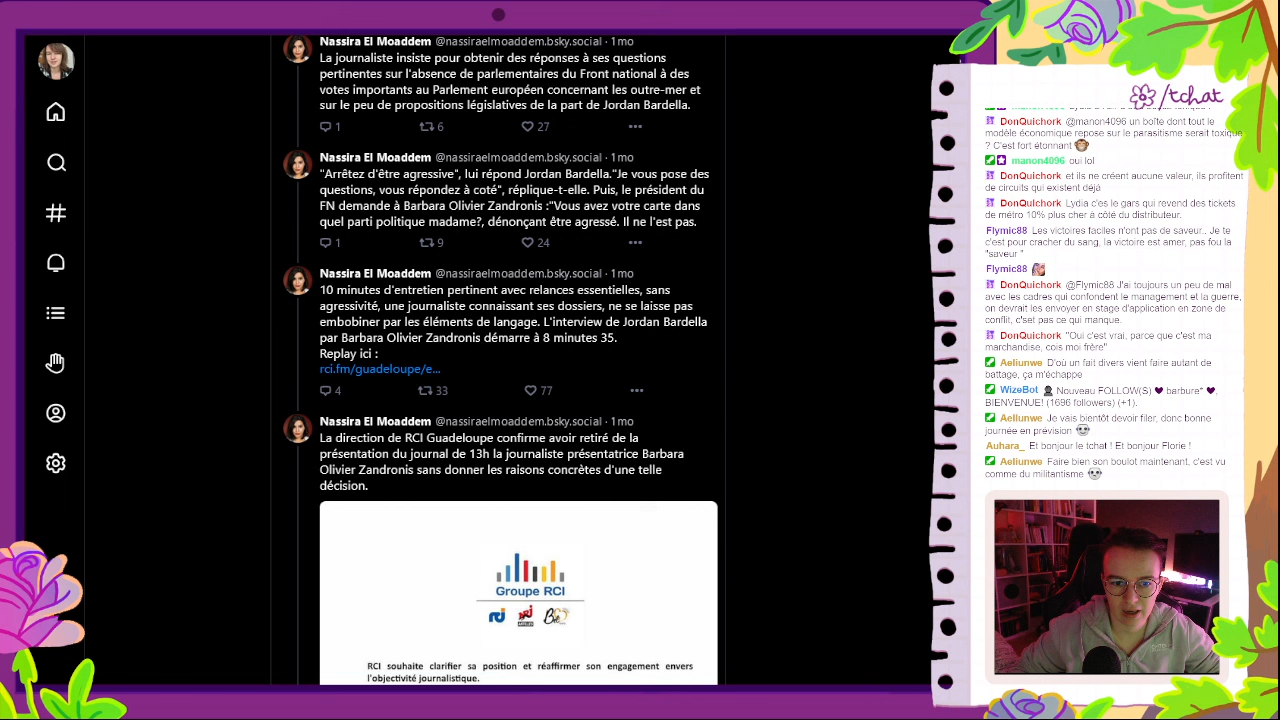 Nassira El Moaddem @nassiraelmoaddem.bsky.social · 1mo
La journaliste insiste pour obtenir des réponses à ses questions
pertinentes sur l'absence de parlementaires du Front national à des
votes importants au Parlement européen concernant les outre-mer et
sur le peu de propositions législatives de la part de Jordan Bardella.
1 6 27
Nassira El Moaddem @nassiraelmoaddem.bsky.social · 1mo
"Arrêtez d'être agressive", lui répond Jordan Bardella."Je vous pose des
questions, vous répondez à coté", réplique-t-elle. Puis, le président du
FN demande à Barbara Olivier Zandronis :"Vous avez votre carte dans
quel parti politique madame?, dénonçant être agressé. Il ne l'est pas.
1 9 24
Nassira El Moaddem @nassiraelmoaddem.bsky.social · 1mo
10 minutes d'entretien pertinent avec relances essentielles, sans
agressivité, une journaliste connaissant ses dossiers, ne se laisse pas
embobiner par les éléments de langage. L'interview de Jordan Bardella
par Barbara Olivier Zandronis démarre à 8 minutes 35.
Replay ici :
rci.fm/guadeloupe/e...
4 33 77
Nassira El Moaddem @nassiraelmoaddem.bsky.social · 1mo
La direction de RCI Guadeloupe confirme avoir retiré de la
présentation du journal de 13h la journaliste présentatrice Barbara
Olivier Zandronis sans donner les raisons concrètes d'une telle
décision.
Groupe RCI
rci NRJ ANTILLES Bel
RCI souhaite clarifier sa position et réaffirmer son engagement envers
l'objectivité journalistique.
/tchat
DonQuichork @manon4096 un boîte dont tout le
modèle économique repose sur le parasitisme serait toxique
? C'est fort étonnant
manon4096 oui lol
DonQuichork et ils ne créent aucune valeur, ils profitent
de circuits qui existent déjà
DonQuichork Lydia c'est le gars qui revend des tickets
de métro 10% plus cher à côté du distributeur.
Flymic88 Les victoires faciles n'ont pas de saveur.. Je te
c'est pour cracher du sang, la victoire est amer, pas fou la
"saveur "
Flymic88
DonQuichork @Flymic88 J'ai toujours un peu de mal
avec les cadres qui confondent le management et la guerre,
on devrait les envoyer en stage d'application en zone de
conflit, c'set pas ce qui manque.
DonQuichork "Oui c'est vrai, parce que c'est ma
marchandise, cois moi frère"
Aeliunwe D'où un fait divers vient faire autant de
battage, ça m'échappe
WizeBot Nouveau FOLLOW(S) barbure*
BIENVENUE! (1696 followers) (+1).
Aeliunwe Je vais bientôt devoir filer, donc bonne
journée en prévision
Auhara_ Et bonjour le tchat ! Et bonjour Florie !
Aeliunwe Faire bien son boulot maintenant, c'est vu
comme du militantisme